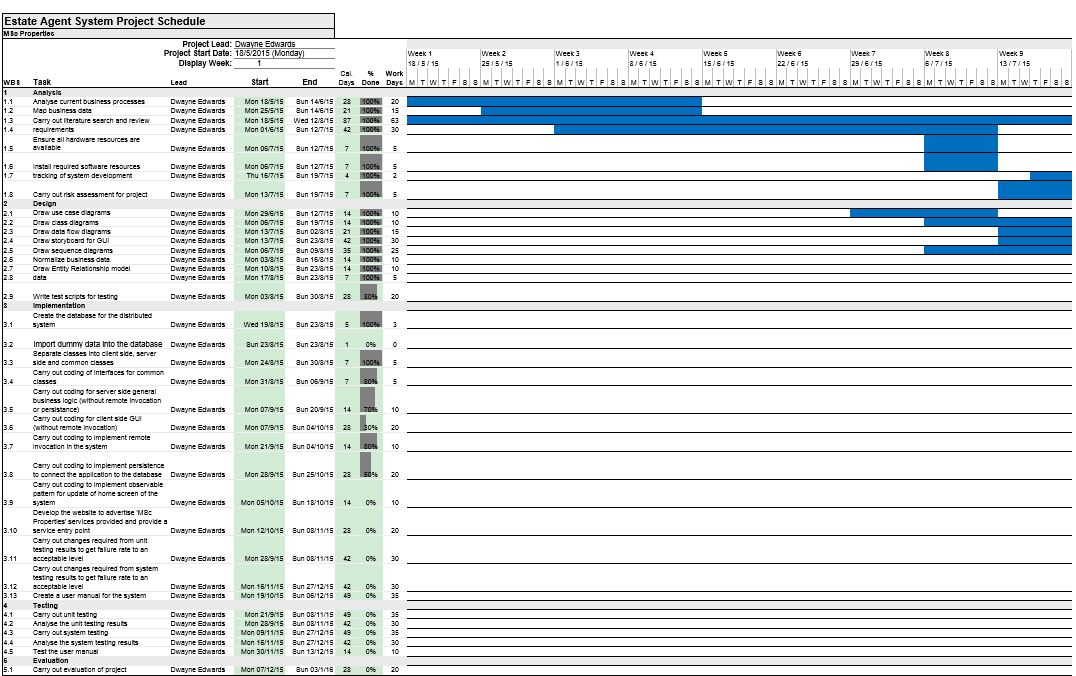 Estate Agent System Project Schedule
MSc Properties
Project Lead: Dwayne Edwards
Project Start Date: 18/5/2015 (Monday)
Display Week: 1
Week 1 Week 2 Week 3 Week 4 Week 5 Week 6 Week 7 Week 8 Week 9
18 / 5 / 15 25 / 5 / 15 1 / 6 / 15 8 / 6 / 15 15 / 6 / 15 22 / 6 / 15 29 / 6 / 15 6 / 7 / 15 13 / 7 / 15
WBS Task Lead Start End Cal. Days % Done Work Days M T W T F S S M T W T F S S M T W T F S S M T W T F S S M T W T F S S M T W T F S S M T W T F S S M T W T F S S M T W T F S S
1 Analysis
1.1 Analyse current business processes Dwayne Edwards Mon 18/5/15 Sun 14/6/15 28 100% 20
1.2 Map business data Dwayne Edwards Mon 25/5/15 Sun 14/6/15 21 100% 15
1.3 Carry out literature search and review Dwayne Edwards Mon 18/5/15 Wed 12/8/15 87 100% 63
1.4 requirements Dwayne Edwards Mon 01/6/15 Sun 12/7/15 42 100% 30
Ensure all hardware resources are
1.5 available Dwayne Edwards Mon 06/7/15 Sun 12/7/15 7 100% 5
1.6 Install required software resources Dwayne Edwards Mon 06/7/15 Sun 12/7/15 7 100% 5
1.7 tracking of system development Dwayne Edwards Thu 16/7/15 Sun 19/7/15 4 100% 2
1.8 Carry out risk assessment for project Dwayne Edwards Mon 13/7/15 Sun 19/7/15 7 100% 5
2 Design
2.1 Draw use case diagrams Dwayne Edwards Mon 29/6/15 Sun 12/7/15 14 100% 10
2.2 Draw class diagrams Dwayne Edwards Mon 06/7/15 Sun 19/7/15 14 100% 10
2.3 Draw data flow diagrams Dwayne Edwards Mon 13/7/15 Sun 02/8/15 21 100% 15
2.4 Draw storyboard for GUI Dwayne Edwards Mon 13/7/15 Sun 23/8/15 42 100% 30
2.5 Draw sequence diagrams Dwayne Edwards Mon 06/7/15 Sun 09/8/15 35 100% 25
2.6 Normalize business data Dwayne Edwards Mon 03/8/15 Sun 16/8/15 14 100% 10
2.7 Draw Entity Relationship model Dwayne Edwards Mon 10/8/15 Sun 23/8/15 14 100% 10
2.8 data Dwayne Edwards Mon 17/8/15 Sun 23/8/15 7 100% 5
2.9 Write test scripts for testing Dwayne Edwards Mon 03/8/15 Sun 30/8/15 28 80% 20
3 Implementation
Create the database for the distributed
3.1 system Dwayne Edwards Wed 19/8/15 Sun 23/8/15 5 100% 3
3.2 Import dummy data into the database Dwayne Edwards Sun 23/8/15 Sun 23/8/15 1 0% 0
Separate classes into client side, server
3.3 side and common classes Dwayne Edwards Mon 24/8/15 Sun 30/8/15 7 100% 5
Carry out coding of interfaces for common
3.4 classes Dwayne Edwards Mon 31/8/15 Sun 06/9/15 7 80% 5
Carry out coding for server side general
business logic (without remote invocation
3.5 or persistance) Dwayne Edwards Mon 07/9/15 Sun 20/9/15 14 70% 10
Carry out coding for client side GUI
3.6 (without remote invocation) Dwayne Edwards Mon 07/9/15 Sun 04/10/15 28 30% 20
Carry out coding to implement remote
3.7 invocation in the system Dwayne Edwards Mon 21/9/15 Sun 04/10/15 14 80% 10
Carry out coding to implement persistence
3.8 to connect the application to the database Dwayne Edwards Mon 28/9/15 Sun 25/10/15 28 50% 20
Carry out coding to implement observable
pattern for update of home screen of the
3.9 system Dwayne Edwards Mon 05/10/15 Sun 18/10/15 14 0% 10
Develop the website to advertise 'MSc
Properties' services provided and provide a
3.10 service entry point Dwayne Edwards Mon 12/10/15 Sun 08/11/15 28 0% 20
Carry out changes required from unit
testing results to get failure rate to an
3.11 acceptable level Dwayne Edwards Mon 28/9/15 Sun 08/11/15 42 0% 30
Carry out changes required from system
testing results to get failure rate to an
3.12 acceptable level Dwayne Edwards Mon 16/11/15 Sun 27/12/15 42 0% 30
3.13 Create a user manual for the system Dwayne Edwards Mon 19/10/15 Sun 06/12/15 49 0% 35
4 Testing
4.1 Carry out unit testing Dwayne Edwards Mon 21/9/15 Sun 08/11/15 49 0% 35
4.2 Analyse the unit testing results Dwayne Edwards Mon 28/9/15 Sun 08/11/15 42 0% 30
4.3 Carry out system testing Dwayne Edwards Mon 09/11/15 Sun 27/12/15 49 0% 35
4.4 Analyse the system testing results Dwayne Edwards Mon 16/11/15 Sun 27/12/15 42 0% 30
4.5 Test the user manual Dwayne Edwards Mon 30/11/15 Sun 13/12/15 14 0% 10
5 Evaluation
5.1 Carry out evaluation of project Dwayne Edwards Mon 07/12/15 Sun 03/1/16 28 0% 20